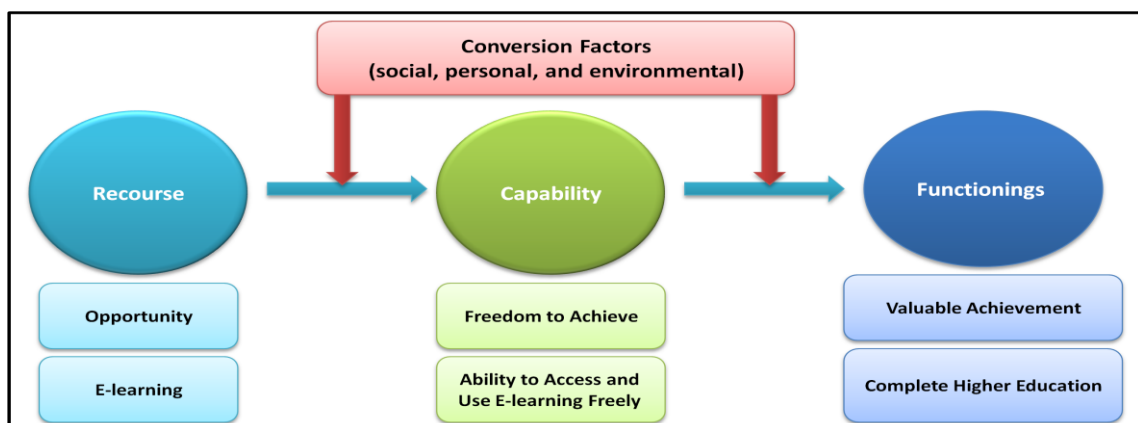 Conversion Factors
(social, personal, and environmental)
Recourse
Capability
Functionings
Opportunity
Freedom to Achieve
Valuable Achievement
E-learning
Ability to Access and
Use E-learning Freely
Complete Higher Education